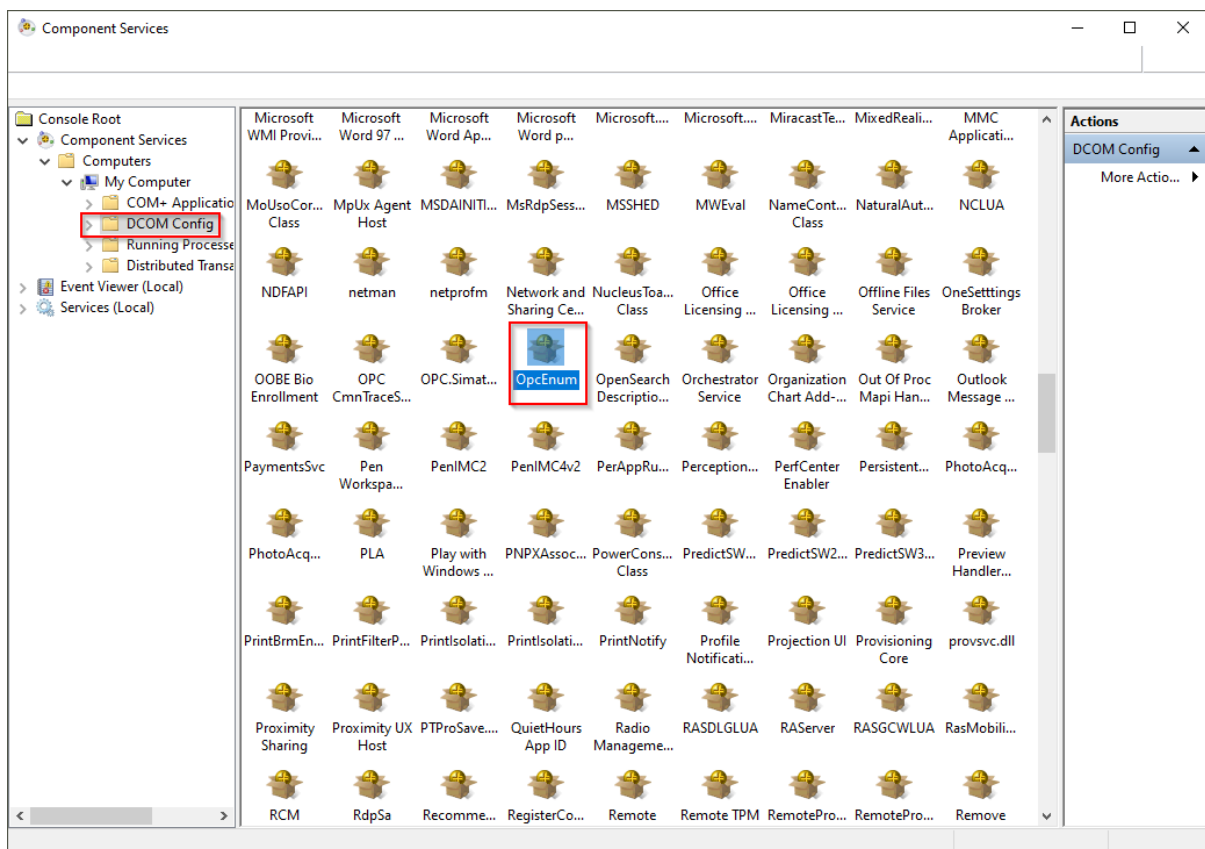 Component Services
Console Root
Component Services
Computers
My Computer
COM+ Applicatio
DCOM Config
Running Processe
Distributed Transa
Event Viewer (Local)
Services (Local)
Microsoft Microsoft Microsoft Microsoft Microsoft.... Microsoft.... MiracastTe... MixedReali... MMC
WMI Provi... Word 97 ... Word Ap... Word p... Applicati...
MoUsoCor... MpUx Agent MSDAINITI... MsRdpSess... MSSHED MWEval NameCont... NaturalAut... NCLUA
Class Host Class
NDFAPI netman netprofm Network and NucleusToa... Office Office Offline Files OneSetttings
Sharing Ce... Class Licensing ... Licensing ... Service Broker
OOBE Bio OPC OPC.Simat... OpcEnum OpenSearch Orchestrator Organization Out Of Proc Outlook
Enrollment CmnTraceS... Descriptio... Service Chart Add-... Mapi Han... Message ...
PaymentsSvc Pen PenIMC2 PenIMC4v2 PerAppRu... Perception... PerfCenter Persistent... PhotoAcq...
Workspa... Enabler
PhotoAcq... PLA Play with PNPXAssoc... PowerCons... PredictSW... PredictSW2... PredictSW3... Preview
Windows ... Class Handler...
PrintBrmEn... PrintFilterP... PrintIsolati... PrintIsolati... PrintNotify Profile Projection UI Provisioning provsvc.dll
Notificati... Core
Proximity Proximity UX PTProSave.... QuietHours Radio RASDLGLUA RAServer RASGCWLUA RasMobili...
Sharing Host App ID Manageme...
RCM RdpSa Recomme... RegisterCo... Remote Remote TPM RemotePro... RemotePro... Remove
Actions
DCOM Config
More Actio...